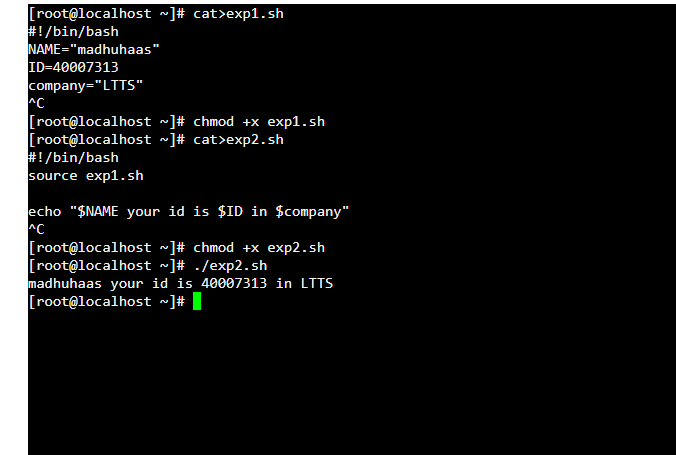 [root@localhost ~]# cat>exp1.sh
#!/bin/bash
NAME="madhuhaas"
ID=40007313
company="LTTS"
^C
[root@localhost ~]# chmod +x exp1.sh
[root@localhost ~]# cat>exp2.sh
#!/bin/bash
source exp1.sh

echo "$NAME your id is $ID in $company"
^C
[root@localhost ~]# chmod +x exp2.sh
[root@localhost ~]# ./exp2.sh
madhuhaas your id is 40007313 in LTTS
[root@localhost ~]#